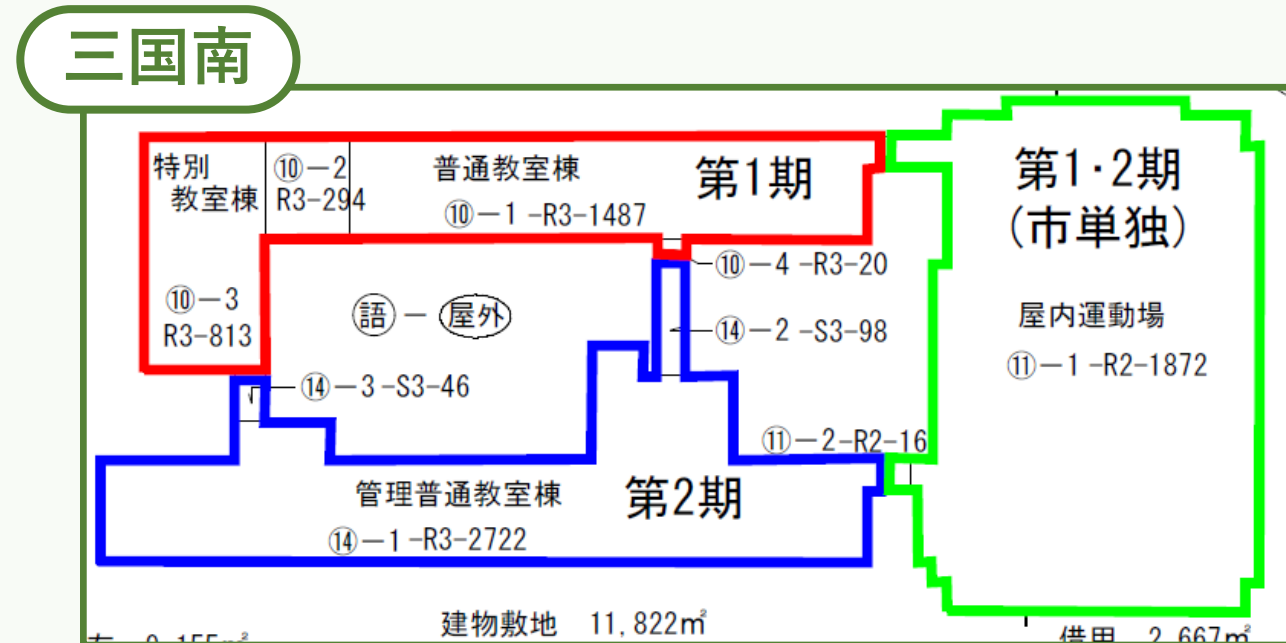 三国南
特別
教室棟
⑩－2
R3-294
普通教室棟
⑩－1-R3-1487
第1期
⑩－3
R3-813
⑩－4-R3-20
語－屋外
⑭－2-S3-98
⑭－3-S3-46
第1・2期
(市単独)
屋内運動場
⑪－1-R2-1872
⑪－2-R2-16
管理普通教室棟
第2期
⑭－1-R3-2722
建物敷地 11,822㎡
借用 2,667㎡